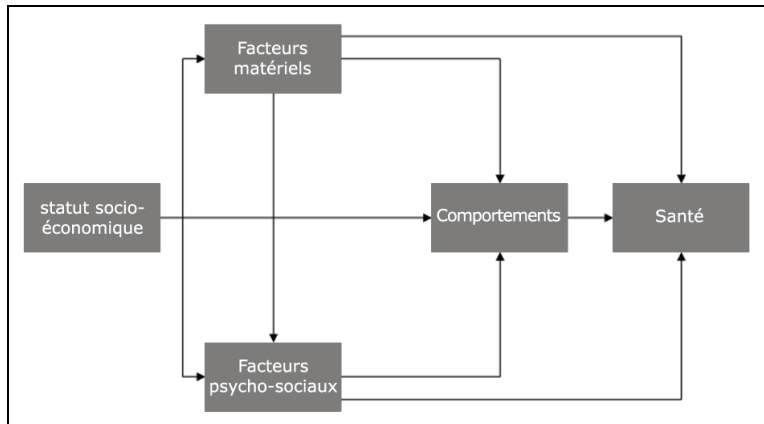 Facteurs
matériels
statut socio-
économique
Comportements
Santé
Facteurs
psycho-sociaux